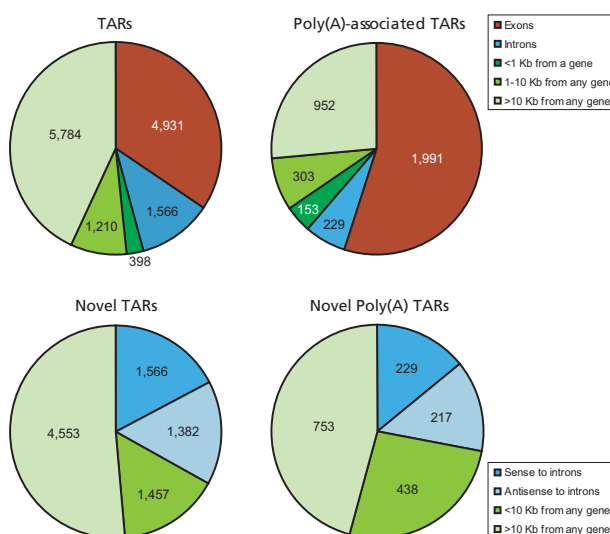 TARs
Poly(A)-associated TARs
Exons
Introns
<1 Kb from a gene
1-10 Kb from any gene
>10 Kb from any gene
5,784
4,931
1,566
398
1,210
952
1,991
303
153
229
Novel TARs
Novel Poly(A) TARs
1,566
1,382
1,457
4,553
229
217
438
753
Sense to introns
Antisense to introns
<10 Kb from any gene
>10 Kb from any gene